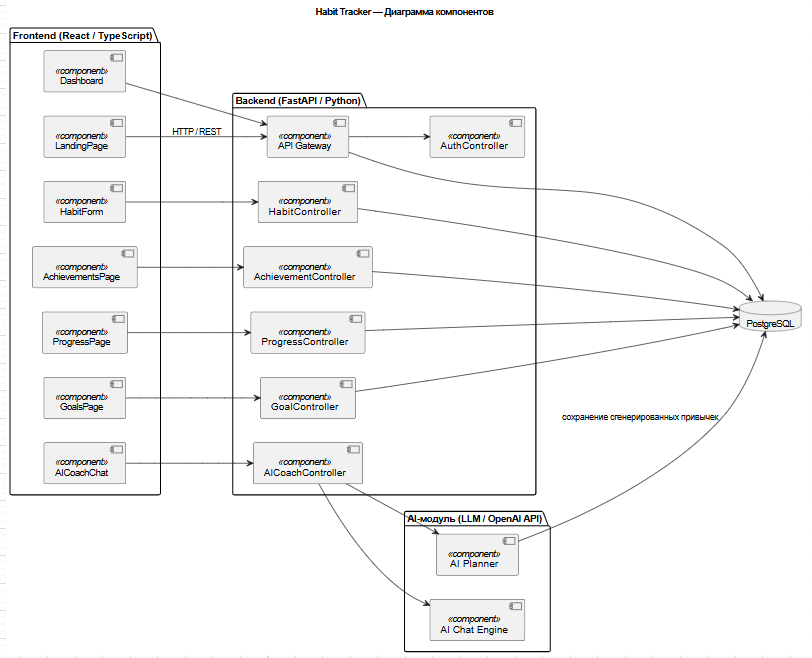 Habit Tracker — Диаграмма компонентов
Frontend (React / TypeScript)
«component»
Dashboard
«component»
LandingPage
«component»
HabitForm
«component»
AchievementsPage
«component»
ProgressPage
«component»
GoalsPage
«component»
AICoachChat
HTTP / REST
Backend (FastAPI / Python)
«component»
API Gateway
«component»
AuthController
«component»
HabitController
«component»
AchievementController
«component»
ProgressController
«component»
GoalController
«component»
AICoachController
PostgreSQL
сохранение сгенерированных привычек
AI-модуль (LLM / OpenAI API)
«component»
AI Planner
«component»
AI Chat Engine